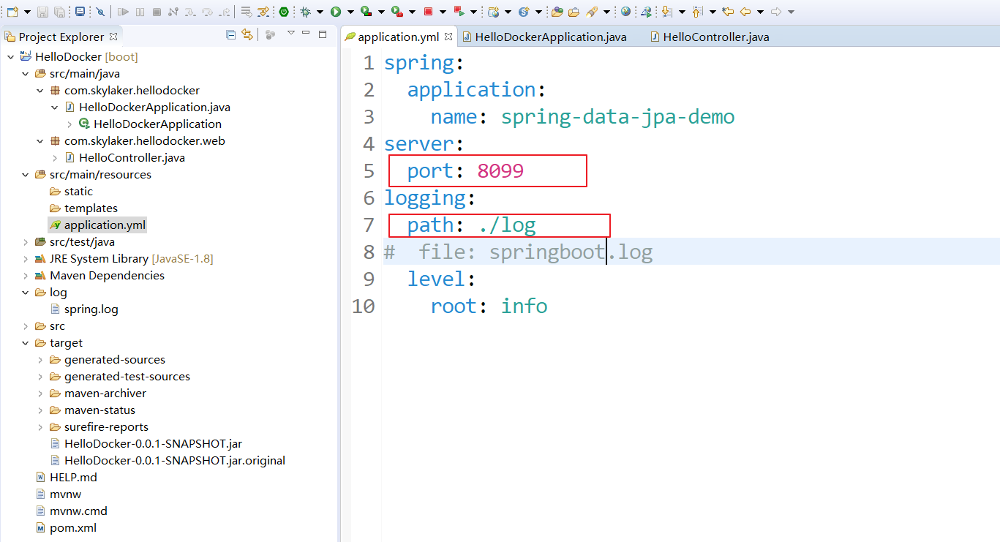 Project Explorer
HelloDocker [boot]
src/main/java
com.skylaker.hellodocker
HelloDockerApplication.java
HelloDockerApplication
com.skylaker.hellodocker.web
HelloController.java
src/main/resources
static
templates
application.yml
src/test/java
JRE System Library [JavaSE-1.8]
Maven Dependencies
log
spring.log
src
target
generated-sources
generated-test-sources
maven-archiver
maven-status
surefire-reports
HelloDocker-0.0.1-SNAPSHOT.jar
HelloDocker-0.0.1-SNAPSHOT.jar.original
HELP.md
mvnw
mvnw.cmd
pom.xml
application.yml
HelloDockerApplication.java
HelloController.java
1 spring:
2   application:
3     name: spring-data-jpa-demo
4 server:
5   port: 8099
6 logging:
7   path: ./log
8 #  file: springboot.log
9   level:
10     root: info